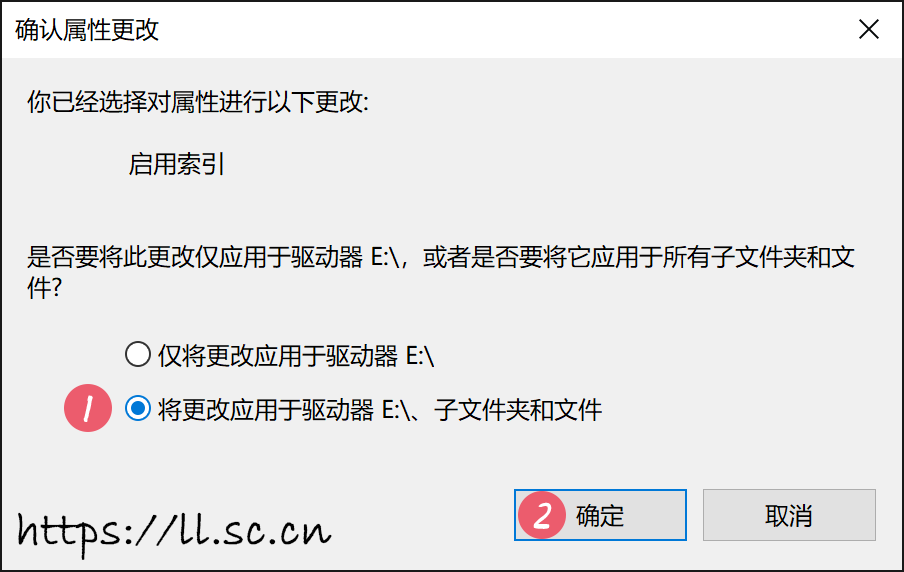 确认属性更改
你已经选择对属性进行以下更改:
启用索引
是否要将此更改仅应用于驱动器 E:\，或者是否要将它应用于所有子文件夹和文
件?
仅将更改应用于驱动器 E:\
1 将更改应用于驱动器 E:\、子文件夹和文件
2 确定 取消
https://ll.sc.cn